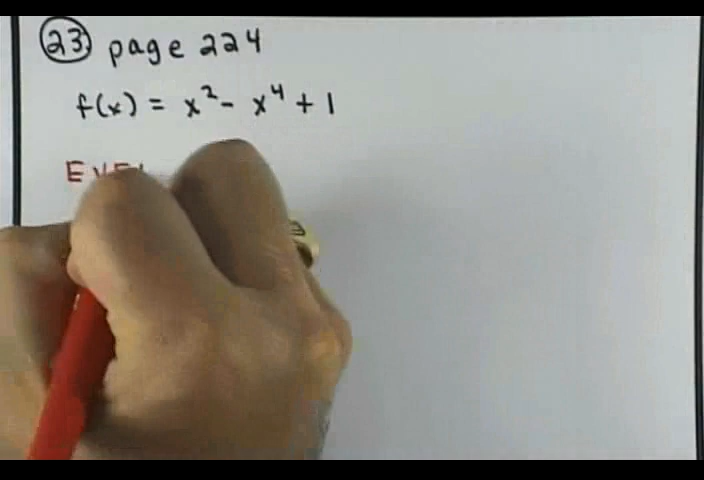 23. page 224
f(x) = x² - x⁴ + 1